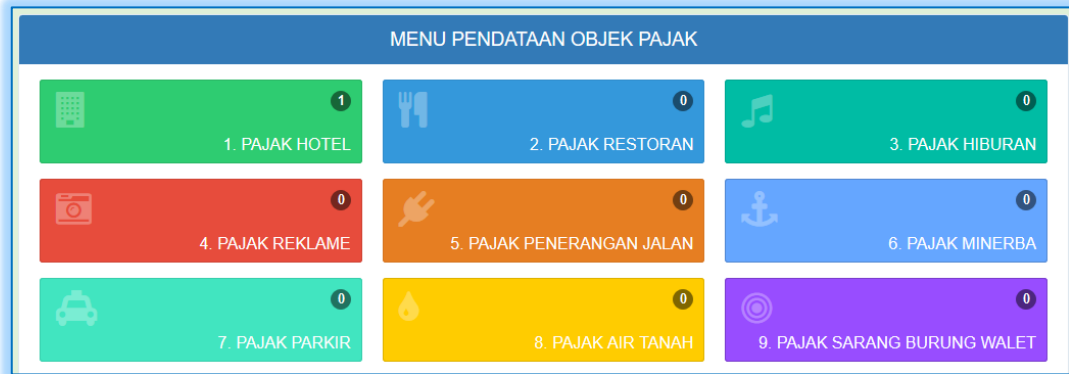 MENU PENDATAAN OBJEK PAJAK
1
1. PAJAK HOTEL
0
2. PAJAK RESTORAN
0
3. PAJAK HIBURAN
0
4. PAJAK REKLAME
0
5. PAJAK PENERANGAN JALAN
0
6. PAJAK MINERBA
0
7. PAJAK PARKIR
0
8. PAJAK AIR TANAH
0
9. PAJAK SARANG BURUNG WALET